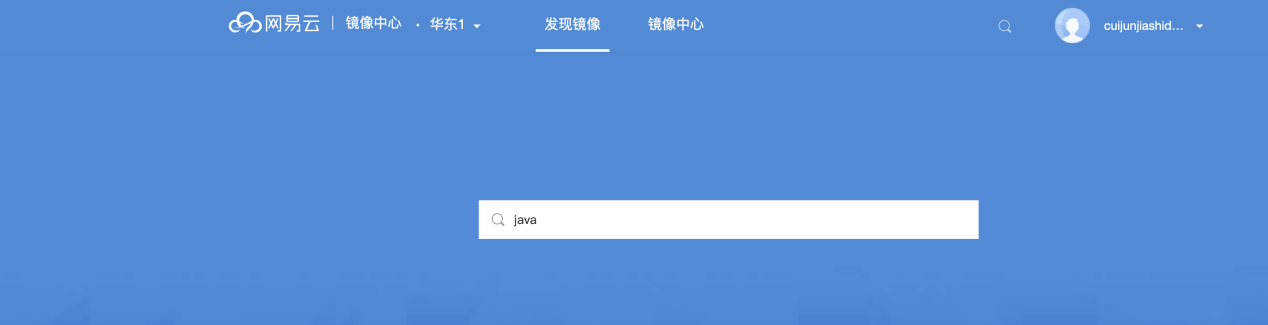 网易云 | 镜像中心 · 华东1 发现镜像 镜像中心 cuijunjiashid...
java